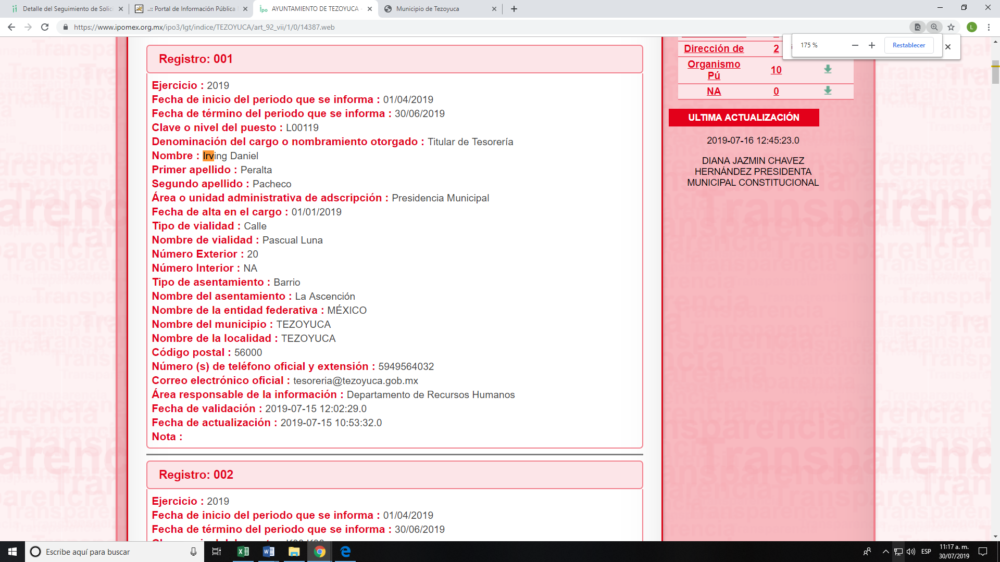 Detalle del Seguimiento de Solici
..:: Portal de Información Pública
AYUNTAMIENTO DE TEZOYUCA -
Municipio de Tezoyuca
https://www.ipomex.org.mx/ipo3/lgt/indice/TEZOYUCA/art_92_vii/1/0/14387.web
L
175 %
Restablecer
Registro: 001
Ejercicio : 2019
Fecha de inicio del periodo que se informa : 01/04/2019
Fecha de término del periodo que se informa : 30/06/2019
Clave o nivel del puesto : L00119
Denominación del cargo o nombramiento otorgado : Titular de Tesorería
Nombre : Irving Daniel
Primer apellido : Peralta
Segundo apellido : Pacheco
Área o unidad administrativa de adscripción : Presidencia Municipal
Fecha de alta en el cargo : 01/01/2019
Tipo de vialidad : Calle
Nombre de vialidad : Pascual Luna
Número Exterior : 20
Número Interior : NA
Tipo de asentamiento : Barrio
Nombre del asentamiento : La Ascención
Nombre de la entidad federativa : MÉXICO
Nombre del municipio : TEZOYUCA
Nombre de la localidad : TEZOYUCA
Código postal : 56000
Número (s) de teléfono oficial y extensión : 5949564032
Correo electrónico oficial : tesoreria@tezoyuca.gob.mx
Área responsable de la información : Departamento de Recursos Humanos
Fecha de validación : 2019-07-15 12:02:29.0
Fecha de actualización : 2019-07-15 10:53:32.0
Nota :
Registro: 002
Ejercicio : 2019
Fecha de inicio del periodo que se informa : 01/04/2019
Fecha de término del periodo que se informa : 30/06/2019
Dirección de 2
Organismo Pú 10
NA 0
ULTIMA ACTUALIZACIÓN
2019-07-16 12:45:23.0
DIANA JAZMIN CHAVEZ
HERNÁNDEZ PRESIDENTA
MUNICIPAL CONSTITUCIONAL
Escribe aquí para buscar
ESP
11:17 a. m.
30/07/2019